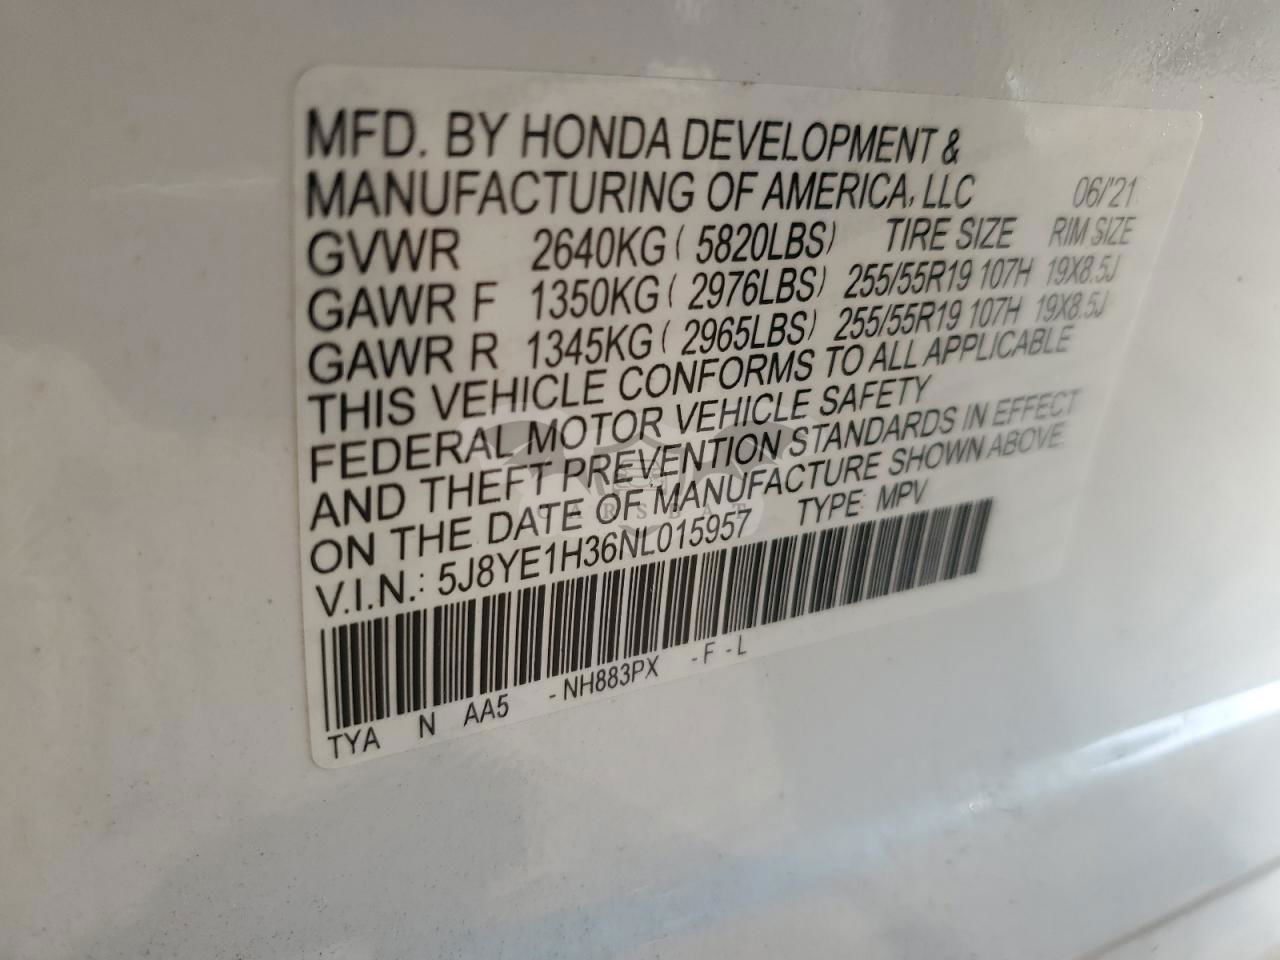 MFD. BY HONDA DEVELOPMENT &
MANUFACTURING OF AMERICA, LLC 06/'21
GVWR 2640KG ( 5820LBS) TIRE SIZE RIM SIZE
GAWR F 1350KG ( 2976LBS) 255/55R19 107H 19X8.5J
GAWR R 1345KG ( 2965LBS) 255/55R19 107H 19X8.5J
THIS VEHICLE CONFORMS TO ALL APPLICABLE
FEDERAL MOTOR VEHICLE SAFETY
AND THEFT PREVENTION STANDARDS IN EFFECT
ON THE DATE OF MANUFACTURE SHOWN ABOVE
CARSBAT
V.I.N.: 5J8YE1H36NL015957 TYPE: MPV
TYA N AA5 -NH883PX -F -L